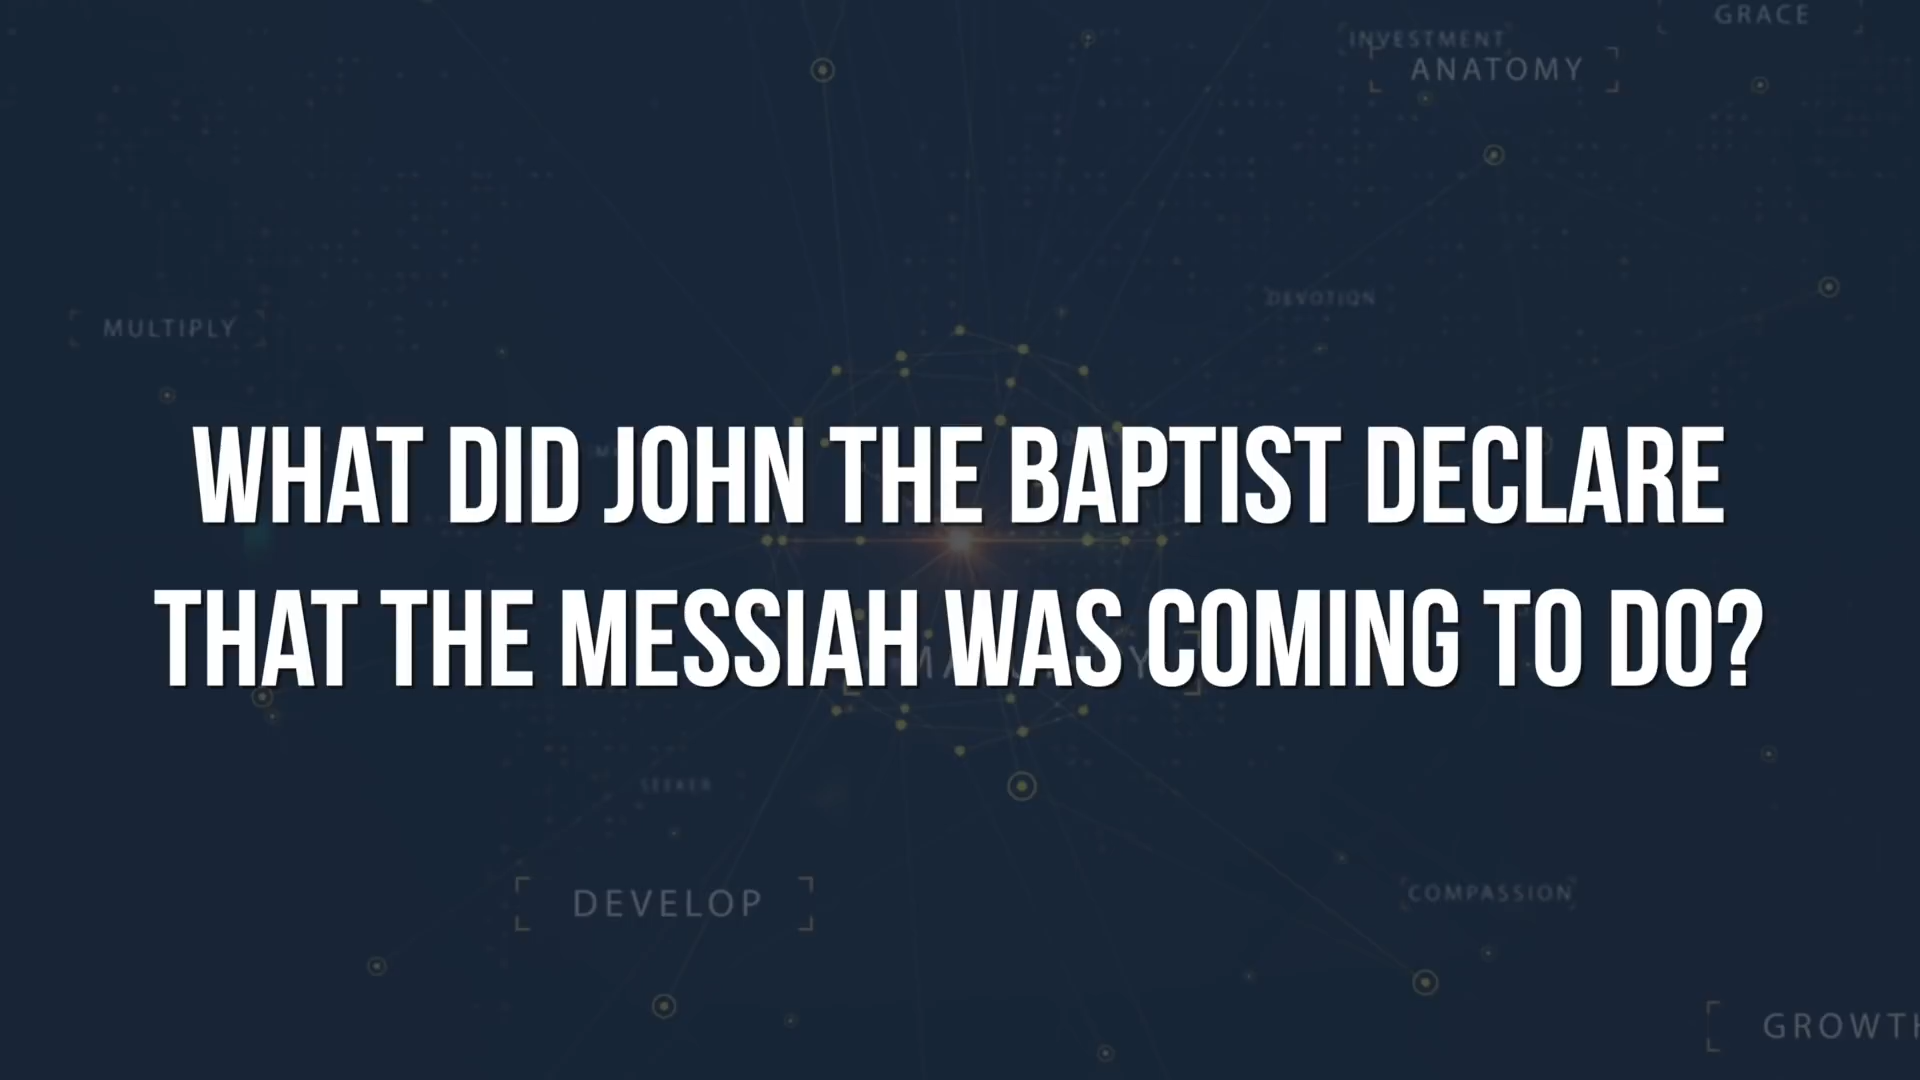 GRACE
INVESTMENT
ANATOMY
DEVOTION
MULTIPLY
WHAT DID JOHN THE BAPTIST DECLARE
THAT THE MESSIAH WAS COMING TO DO?
SEEKER
DEVELOP
COMPASSION
GROWTH